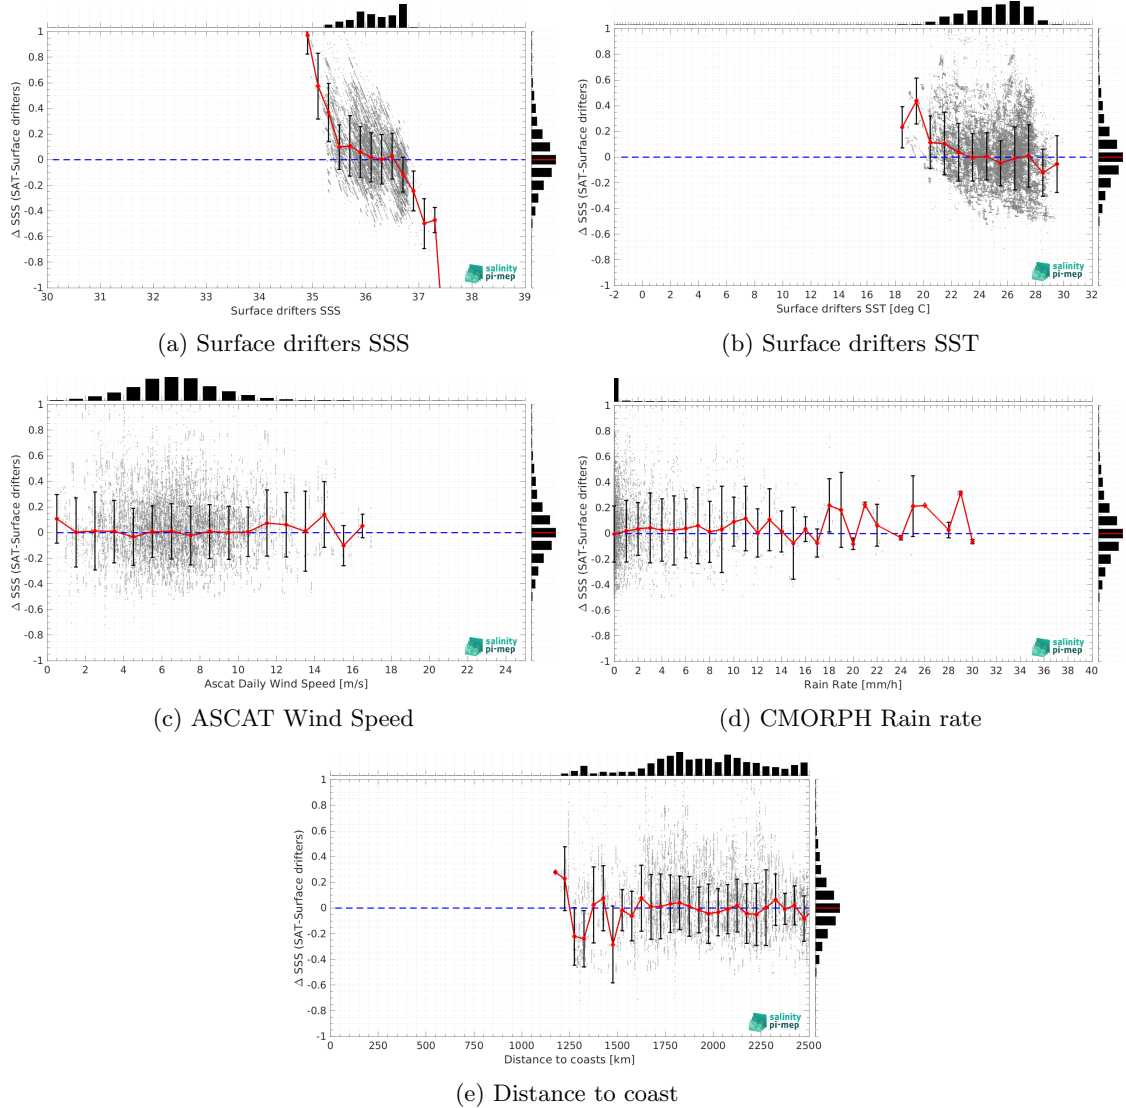 1
0.8
0.6
0.4
0.2
0
-0.2
-0.4
-0.6
-0.8
-1
Δ SSS (SAT-Surface drifters)
30 31 32 33 34 35 36 37 38 39
Surface drifters SSS
salinity
pi-mep
(a) Surface drifters SSS
1
0.8
0.6
0.4
0.2
0
-0.2
-0.4
-0.6
-0.8
-1
Δ SSS (SAT-Surface drifters)
-2 0 2 4 6 8 10 12 14 16 18 20 22 24 26 28 30 32
Surface drifters SST [deg C]
salinity
pi-mep
(b) Surface drifters SST
1
0.8
0.6
0.4
0.2
0
-0.2
-0.4
-0.6
-0.8
-1
Δ SSS (SAT-Surface drifters)
0 2 4 6 8 10 12 14 16 18 20 22 24
Ascat Daily Wind Speed [m/s]
salinity
pi-mep
(c) ASCAT Wind Speed
1
0.8
0.6
0.4
0.2
0
-0.2
-0.4
-0.6
-0.8
-1
Δ SSS (SAT-Surface drifters)
0 2 4 6 8 10 12 14 16 18 20 22 24 26 28 30 32 34 36 38 40
Rain Rate [mm/h]
salinity
pi-mep
(d) CMORPH Rain rate
1
0.8
0.6
0.4
0.2
0
-0.2
-0.4
-0.6
-0.8
-1
Δ SSS (SAT-Surface drifters)
0 250 500 750 1000 1250 1500 1750 2000 2250 2500
Distance to coasts [km]
salinity
pi-mep
(e) Distance to coast